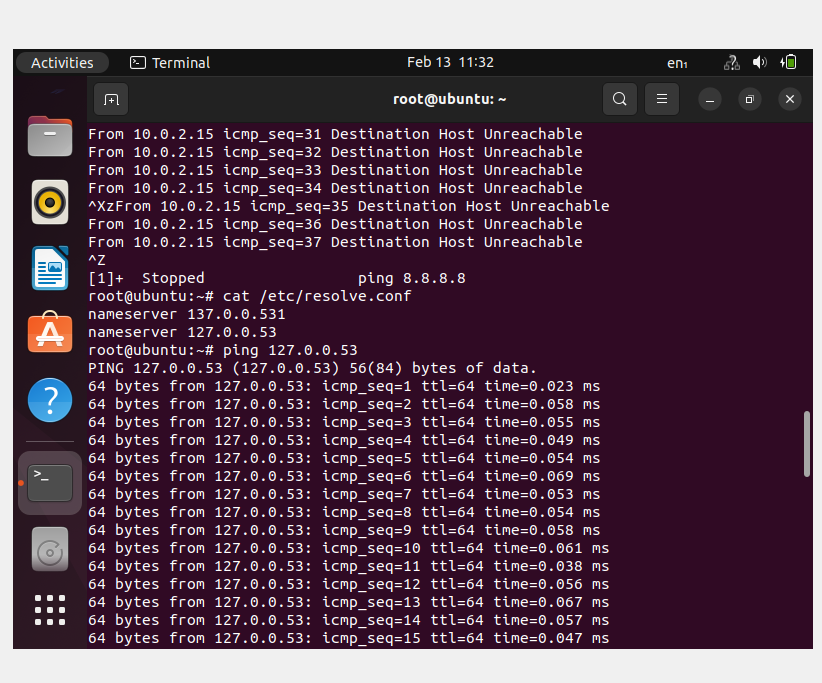 Activities
Terminal
Feb 13 11:32
en₁
root@ubuntu: ~
From 10.0.2.15 icmp_seq=31 Destination Host Unreachable
From 10.0.2.15 icmp_seq=32 Destination Host Unreachable
From 10.0.2.15 icmp_seq=33 Destination Host Unreachable
From 10.0.2.15 icmp_seq=34 Destination Host Unreachable
^XzFrom 10.0.2.15 icmp_seq=35 Destination Host Unreachable
From 10.0.2.15 icmp_seq=36 Destination Host Unreachable
From 10.0.2.15 icmp_seq=37 Destination Host Unreachable
^Z
[1]+  Stopped                 ping 8.8.8.8
root@ubuntu:~# cat /etc/resolve.conf
nameserver 137.0.0.531
nameserver 127.0.0.53
root@ubuntu:~# ping 127.0.0.53
PING 127.0.0.53 (127.0.0.53) 56(84) bytes of data.
64 bytes from 127.0.0.53: icmp_seq=1 ttl=64 time=0.023 ms
64 bytes from 127.0.0.53: icmp_seq=2 ttl=64 time=0.058 ms
64 bytes from 127.0.0.53: icmp_seq=3 ttl=64 time=0.055 ms
64 bytes from 127.0.0.53: icmp_seq=4 ttl=64 time=0.049 ms
64 bytes from 127.0.0.53: icmp_seq=5 ttl=64 time=0.054 ms
64 bytes from 127.0.0.53: icmp_seq=6 ttl=64 time=0.069 ms
64 bytes from 127.0.0.53: icmp_seq=7 ttl=64 time=0.053 ms
64 bytes from 127.0.0.53: icmp_seq=8 ttl=64 time=0.054 ms
64 bytes from 127.0.0.53: icmp_seq=9 ttl=64 time=0.058 ms
64 bytes from 127.0.0.53: icmp_seq=10 ttl=64 time=0.061 ms
64 bytes from 127.0.0.53: icmp_seq=11 ttl=64 time=0.038 ms
64 bytes from 127.0.0.53: icmp_seq=12 ttl=64 time=0.056 ms
64 bytes from 127.0.0.53: icmp_seq=13 ttl=64 time=0.067 ms
64 bytes from 127.0.0.53: icmp_seq=14 ttl=64 time=0.057 ms
64 bytes from 127.0.0.53: icmp_seq=15 ttl=64 time=0.047 ms